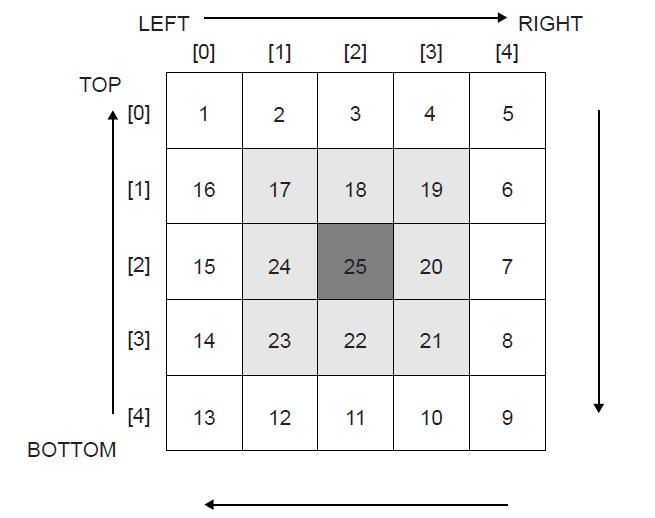 LEFT RIGHT
[0] [1] [2] [3] [4]
TOP
[0] 1 2 3 4 5
[1] 16 17 18 19 6
[2] 15 24 25 20 7
[3] 14 23 22 21 8
[4] 13 12 11 10 9
BOTTOM